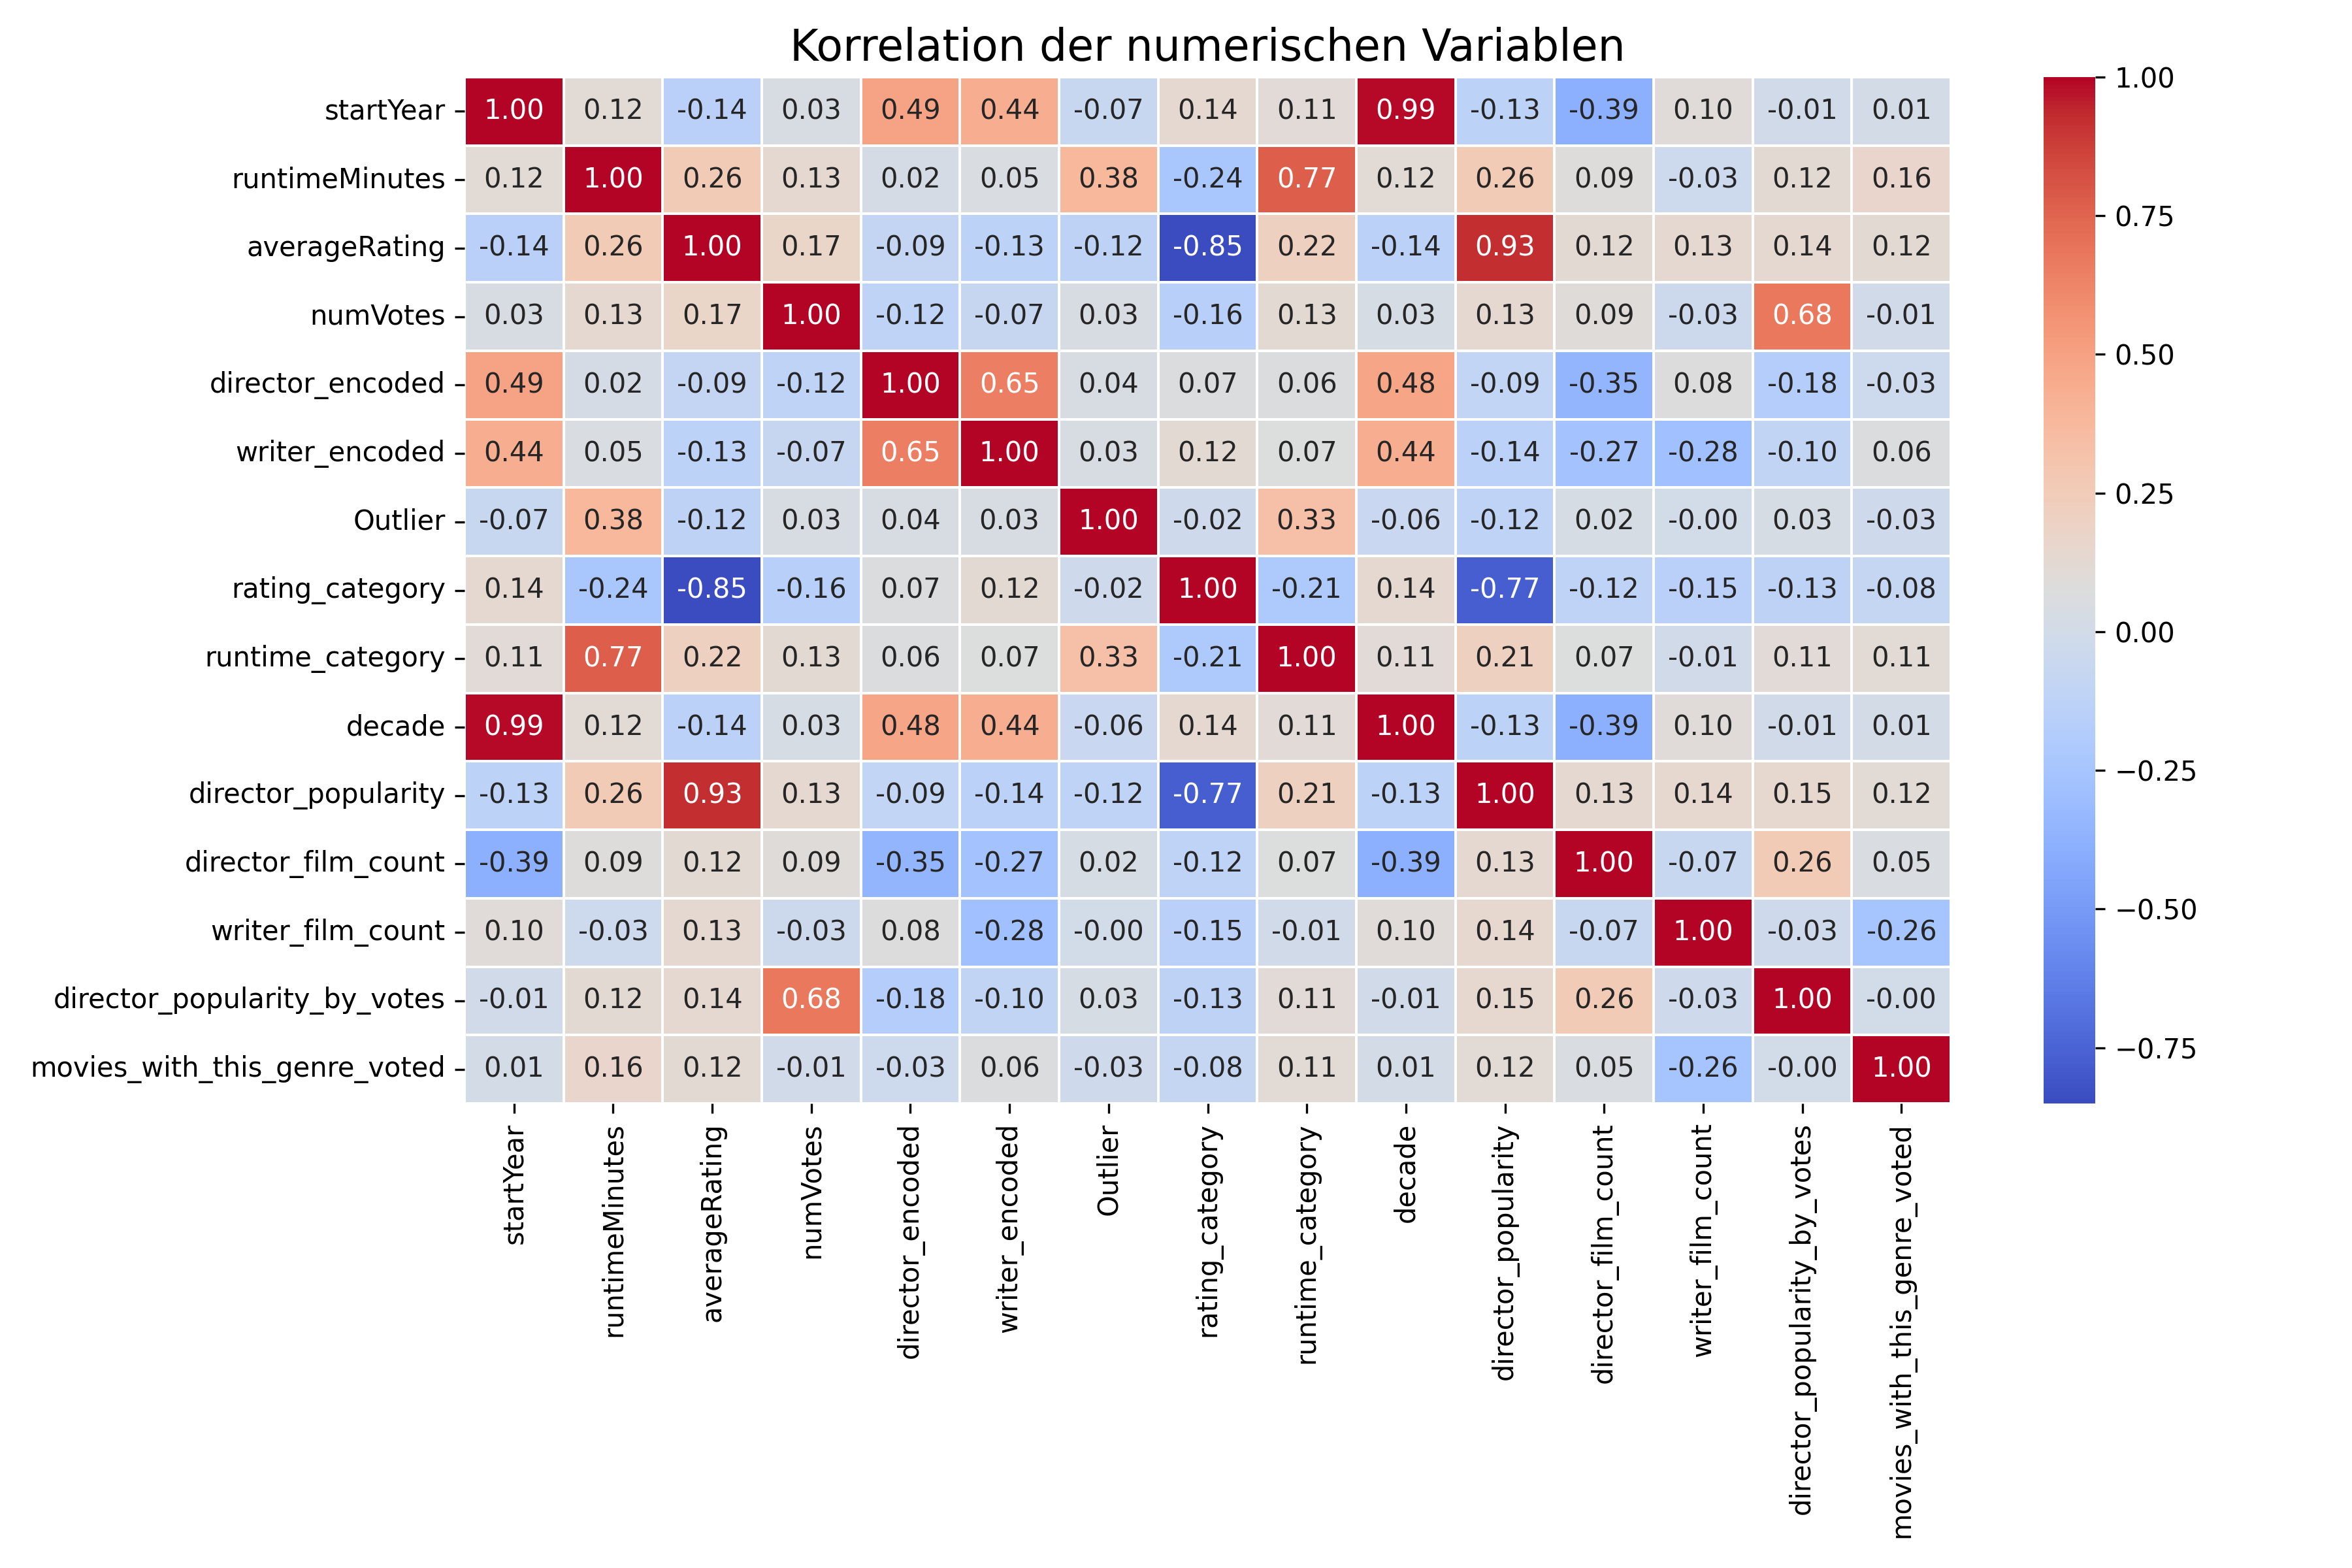 Korrelation der numerischen Variablen
startYear 1.00 0.12 -0.14 0.03 0.49 0.44 -0.07 0.14 0.11 0.99 -0.13 -0.39 0.10 -0.01 0.01
runtimeMinutes 0.12 1.00 0.26 0.13 0.02 0.05 0.38 -0.24 0.77 0.12 0.26 0.09 -0.03 0.12 0.16
averageRating -0.14 0.26 1.00 0.17 -0.09 -0.13 -0.12 -0.85 0.22 -0.14 0.93 0.12 0.13 0.14 0.12
numVotes 0.03 0.13 0.17 1.00 -0.12 -0.07 0.03 -0.16 0.13 0.03 0.13 0.09 -0.03 0.68 -0.01
director_encoded 0.49 0.02 -0.09 -0.12 1.00 0.65 0.04 0.07 0.06 0.48 -0.09 -0.35 0.08 -0.18 -0.03
writer_encoded 0.44 0.05 -0.13 -0.07 0.65 1.00 0.03 0.12 0.07 0.44 -0.14 -0.27 -0.28 -0.10 0.06
Outlier -0.07 0.38 -0.12 0.03 0.04 0.03 1.00 -0.02 0.33 -0.06 -0.12 0.02 -0.00 0.03 -0.03
rating_category 0.14 -0.24 -0.85 -0.16 0.07 0.12 -0.02 1.00 -0.21 0.14 -0.77 -0.12 -0.15 -0.13 -0.08
runtime_category 0.11 0.77 0.22 0.13 0.06 0.07 0.33 -0.21 1.00 0.11 0.21 0.07 -0.01 0.11 0.11
decade 0.99 0.12 -0.14 0.03 0.48 0.44 -0.06 0.14 0.11 1.00 -0.13 -0.39 0.10 -0.01 0.01
director_popularity -0.13 0.26 0.93 0.13 -0.09 -0.14 -0.12 -0.77 0.21 -0.13 1.00 0.13 0.14 0.15 0.12
director_film_count -0.39 0.09 0.12 0.09 -0.35 -0.27 0.02 -0.12 0.07 -0.39 0.13 1.00 -0.07 0.26 0.05
writer_film_count 0.10 -0.03 0.13 -0.03 0.08 -0.28 -0.00 -0.15 -0.01 0.10 0.14 -0.07 1.00 -0.03 -0.26
director_popularity_by_votes -0.01 0.12 0.14 0.68 -0.18 -0.10 0.03 -0.13 0.11 -0.01 0.15 0.26 -0.03 1.00 -0.00
movies_with_this_genre_voted 0.01 0.16 0.12 -0.01 -0.03 0.06 -0.03 -0.08 0.11 0.01 0.12 0.05 -0.26 -0.00 1.00
startYear
runtimeMinutes
averageRating
numVotes
director_encoded
writer_encoded
Outlier
rating_category
runtime_category
decade
director_popularity
director_film_count
writer_film_count
director_popularity_by_votes
movies_with_this_genre_voted
1.00
0.75
0.50
0.25
0.00
−0.25
−0.50
−0.75